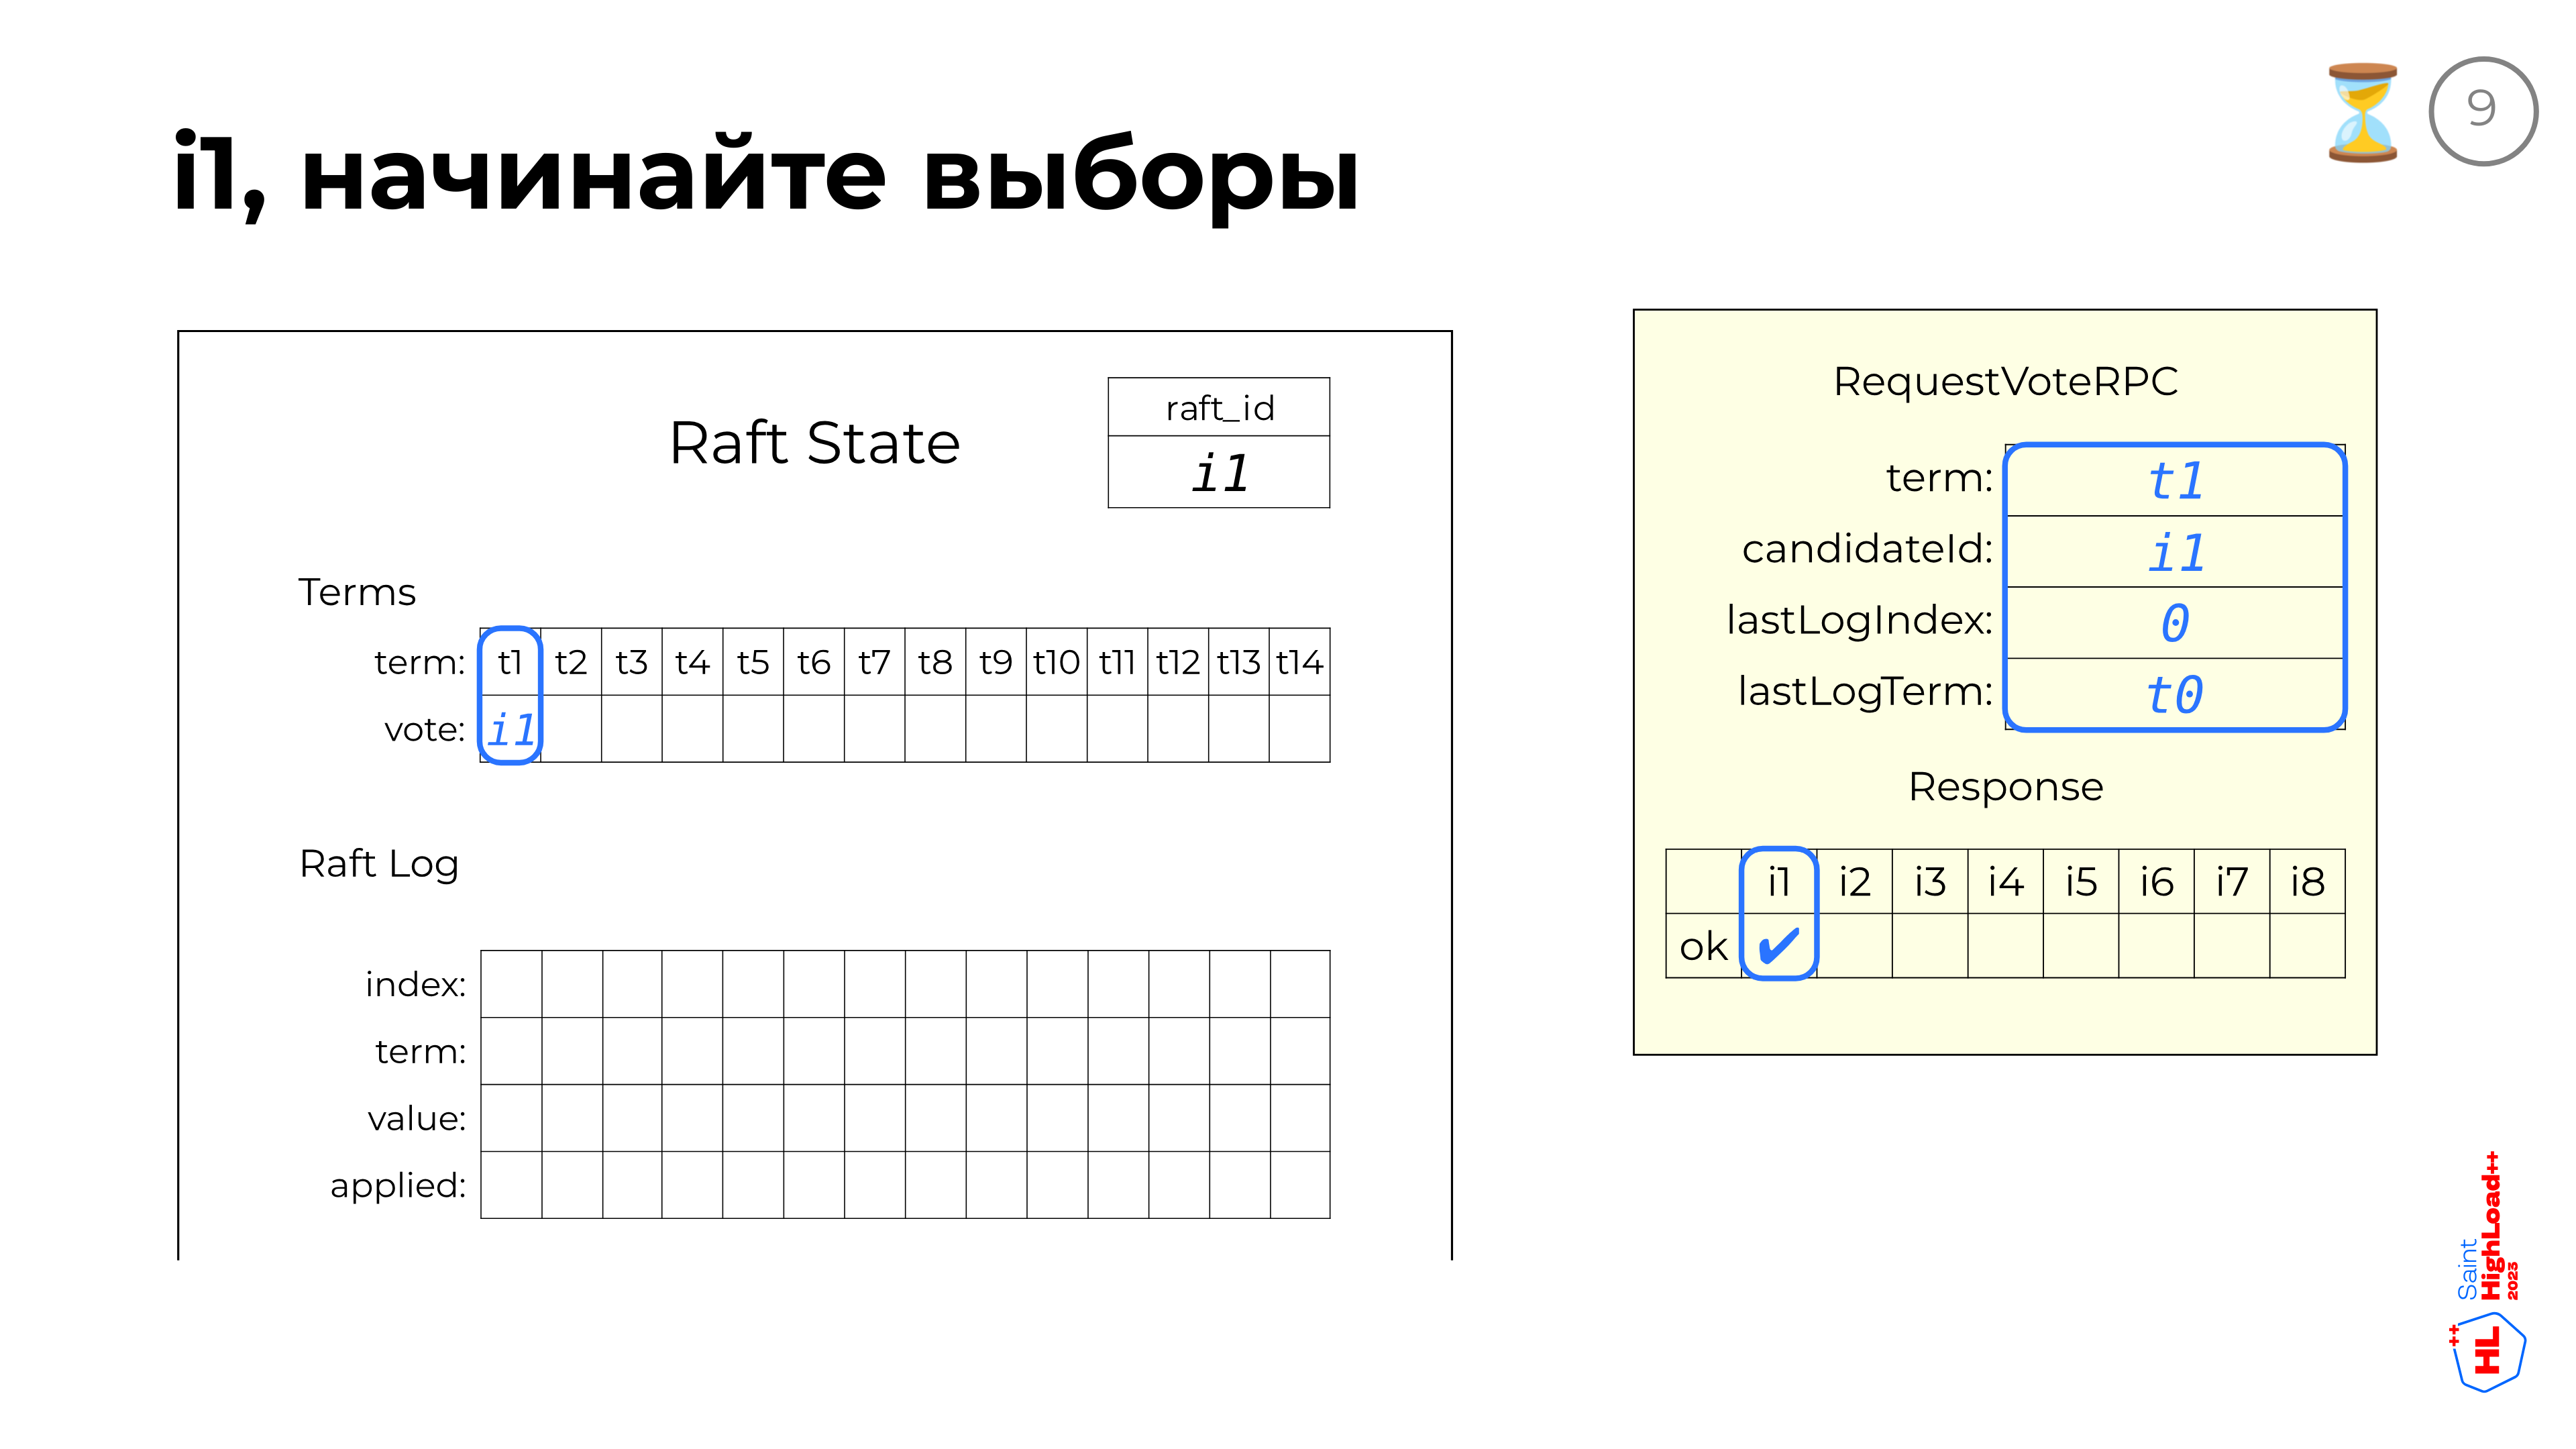 9
i1, начинайте выборы
Raft State
raft_id
i1
Terms
term: t1 t2 t3 t4 t5 t6 t7 t8 t9 t10 t11 t12 t13 t14
vote: i1
Raft Log
index:
term:
value:
applied:
RequestVoteRPC
term: t1
candidateId: i1
lastLogIndex: 0
lastLogTerm: t0
Response
i1 i2 i3 i4 i5 i6 i7 i8
ok ✔
Saint
HighLoad++
2023
HL++